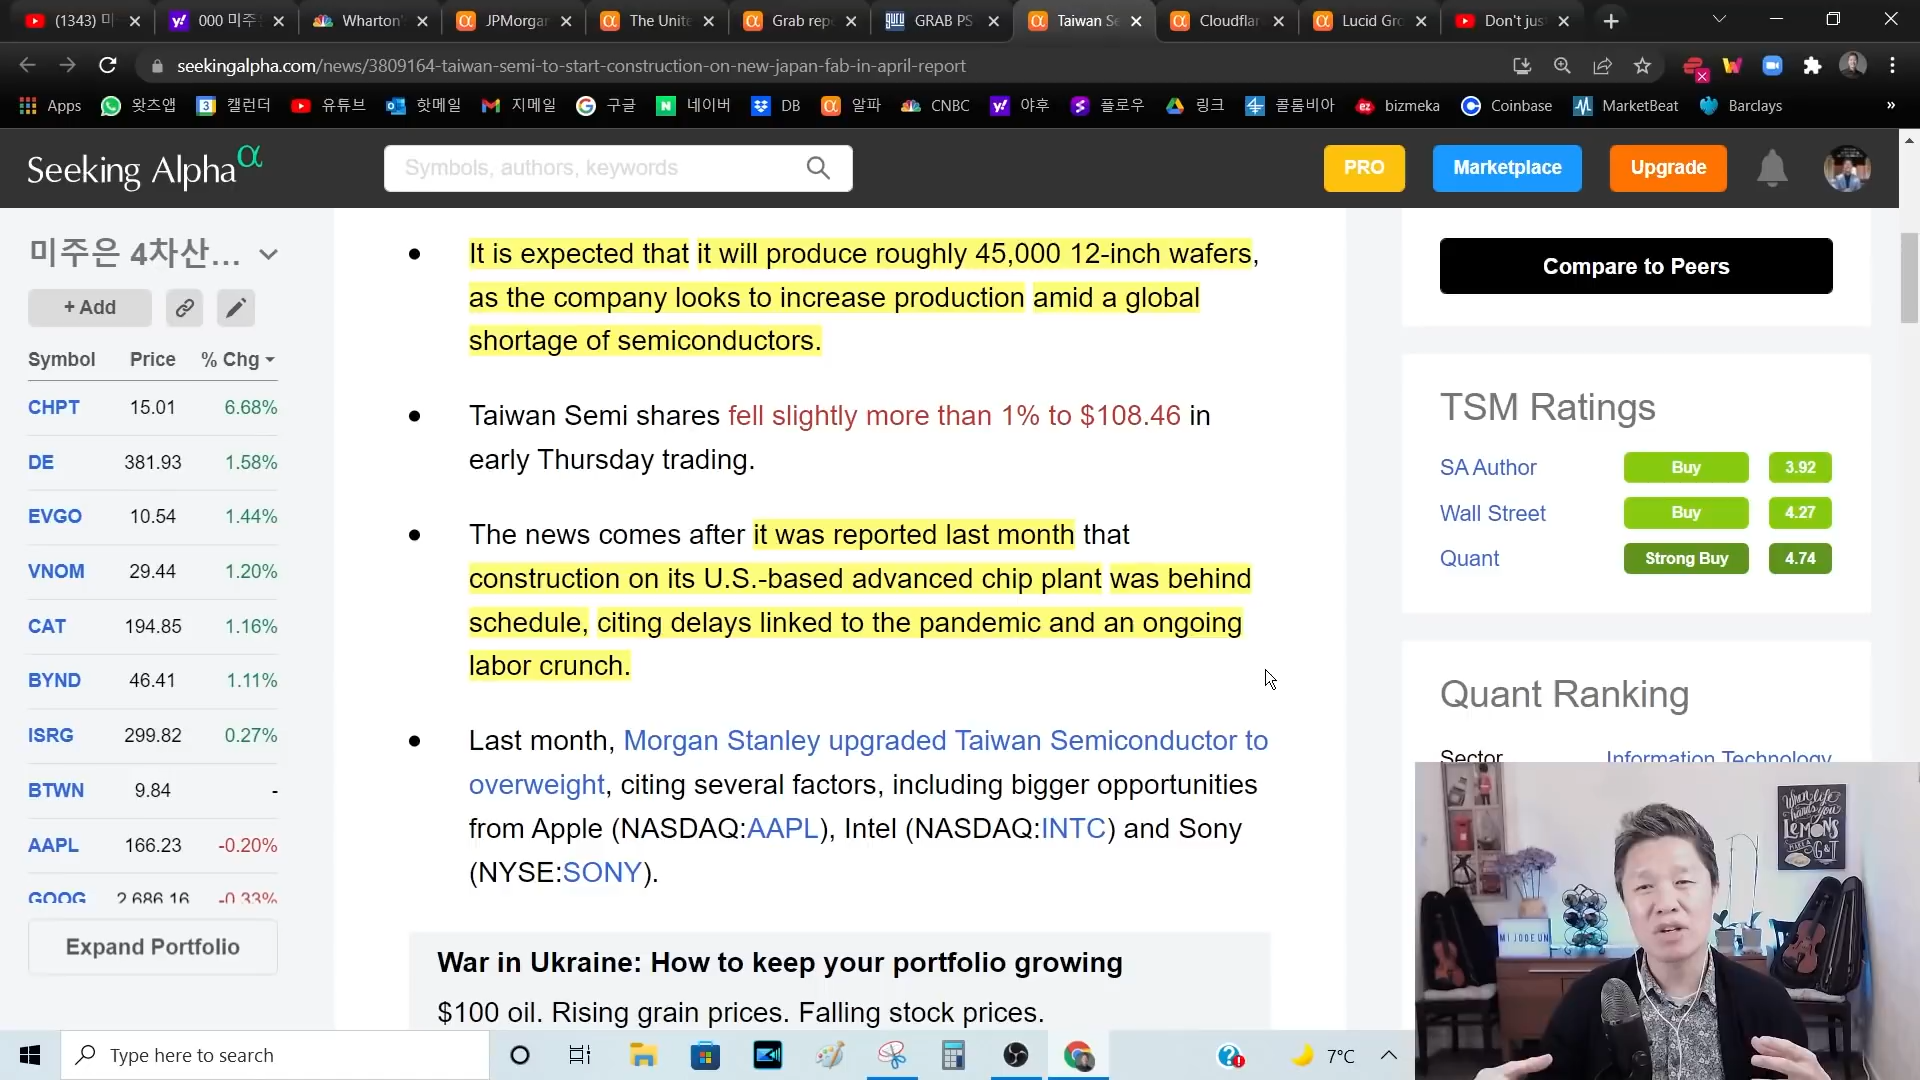 (1343) 미
000 미주은
Wharton'
JPMorgar
The Unite
Grab rep
GRAB PS
Taiwan Se
Cloudflar
Lucid Gro
Don't jus
seekingalpha.com/news/3809164-taiwan-semi-to-start-construction-on-new-japan-fab-in-april-report
Apps
왓츠앱
캘린더
유튜브
핫메일
지메일
구글
네이버
DB
알파
CNBC
야후
플로우
링크
콜롬비아
bizmeka
Coinbase
MarketBeat
Barclays
»
Seeking Alpha α
Symbols, authors, keywords
PRO
Marketplace
Upgrade
미주은 4차산...
+ Add
Symbol Price % Chg
CHPT 15.01 6.68%
DE 381.93 1.58%
EVGO 10.54 1.44%
VNOM 29.44 1.20%
CAT 194.85 1.16%
BYND 46.41 1.11%
ISRG 299.82 0.27%
BTWN 9.84 -
AAPL 166.23 -0.20%
GOOG 2,686.16 -0.33%
Expand Portfolio
● It is expected that it will produce roughly 45,000 12-inch wafers,
as the company looks to increase production amid a global
shortage of semiconductors.
● Taiwan Semi shares fell slightly more than 1% to $108.46 in
early Thursday trading.
● The news comes after it was reported last month that
construction on its U.S.-based advanced chip plant was behind
schedule, citing delays linked to the pandemic and an ongoing
labor crunch.
● Last month, Morgan Stanley upgraded Taiwan Semiconductor to
overweight, citing several factors, including bigger opportunities
from Apple (NASDAQ:AAPL), Intel (NASDAQ:INTC) and Sony
(NYSE:SONY).
War in Ukraine: How to keep your portfolio growing
$100 oil. Rising grain prices. Falling stock prices.
Compare to Peers
TSM Ratings
SA Author Buy 3.92
Wall Street Buy 4.27
Quant Strong Buy 4.74
Quant Ranking
Sector Information Technology
When life
hands you
LEMONS
MAKE A
G&T
MI JOOEUN
Type here to search
7°C